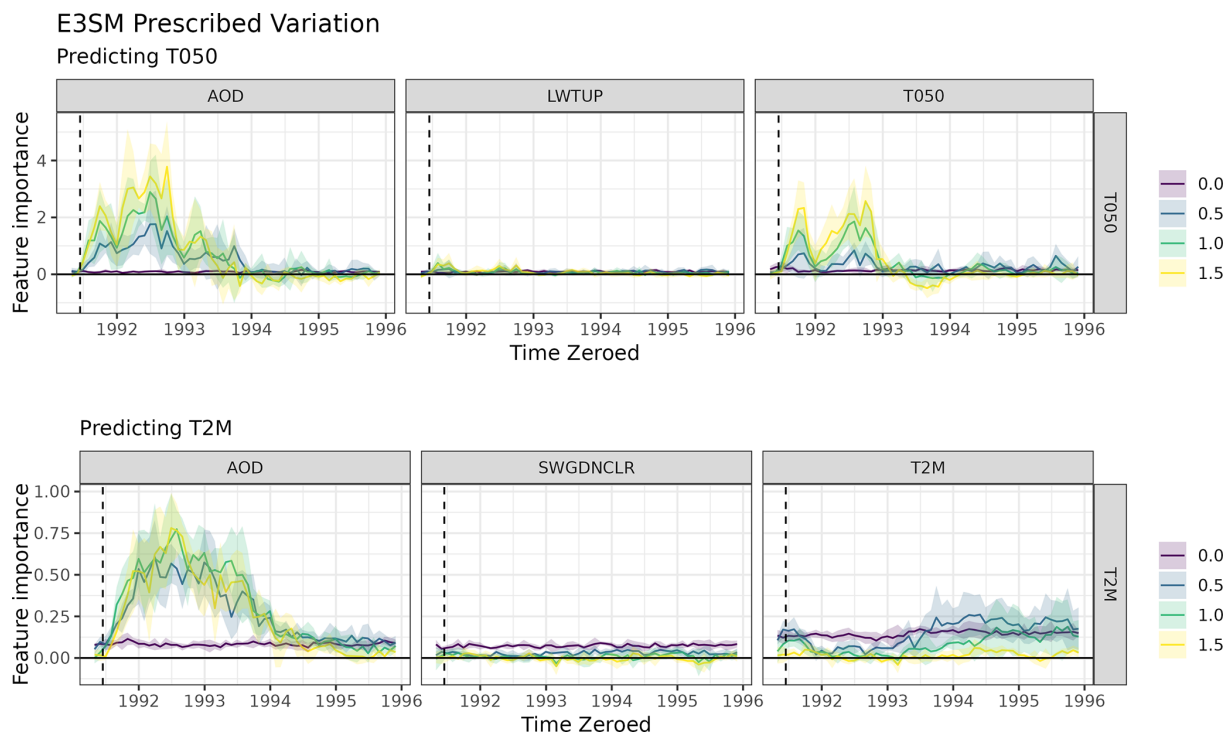 E3SM Prescribed Variation
Predicting T050
AOD LWTUP T050
Feature importance
4
2
0
T050
0.0
0.5
1.0
1.5
1992 1993 1994 1995 1996 1992 1993 1994 1995 1996 1992 1993 1994 1995 1996
Time Zeroed
Predicting T2M
AOD SWGDNCLR T2M
Feature importance
1.00
0.75
0.50
0.25
0.00
T2M
0.0
0.5
1.0
1.5
1992 1993 1994 1995 1996 1992 1993 1994 1995 1996 1992 1993 1994 1995 1996
Time Zeroed